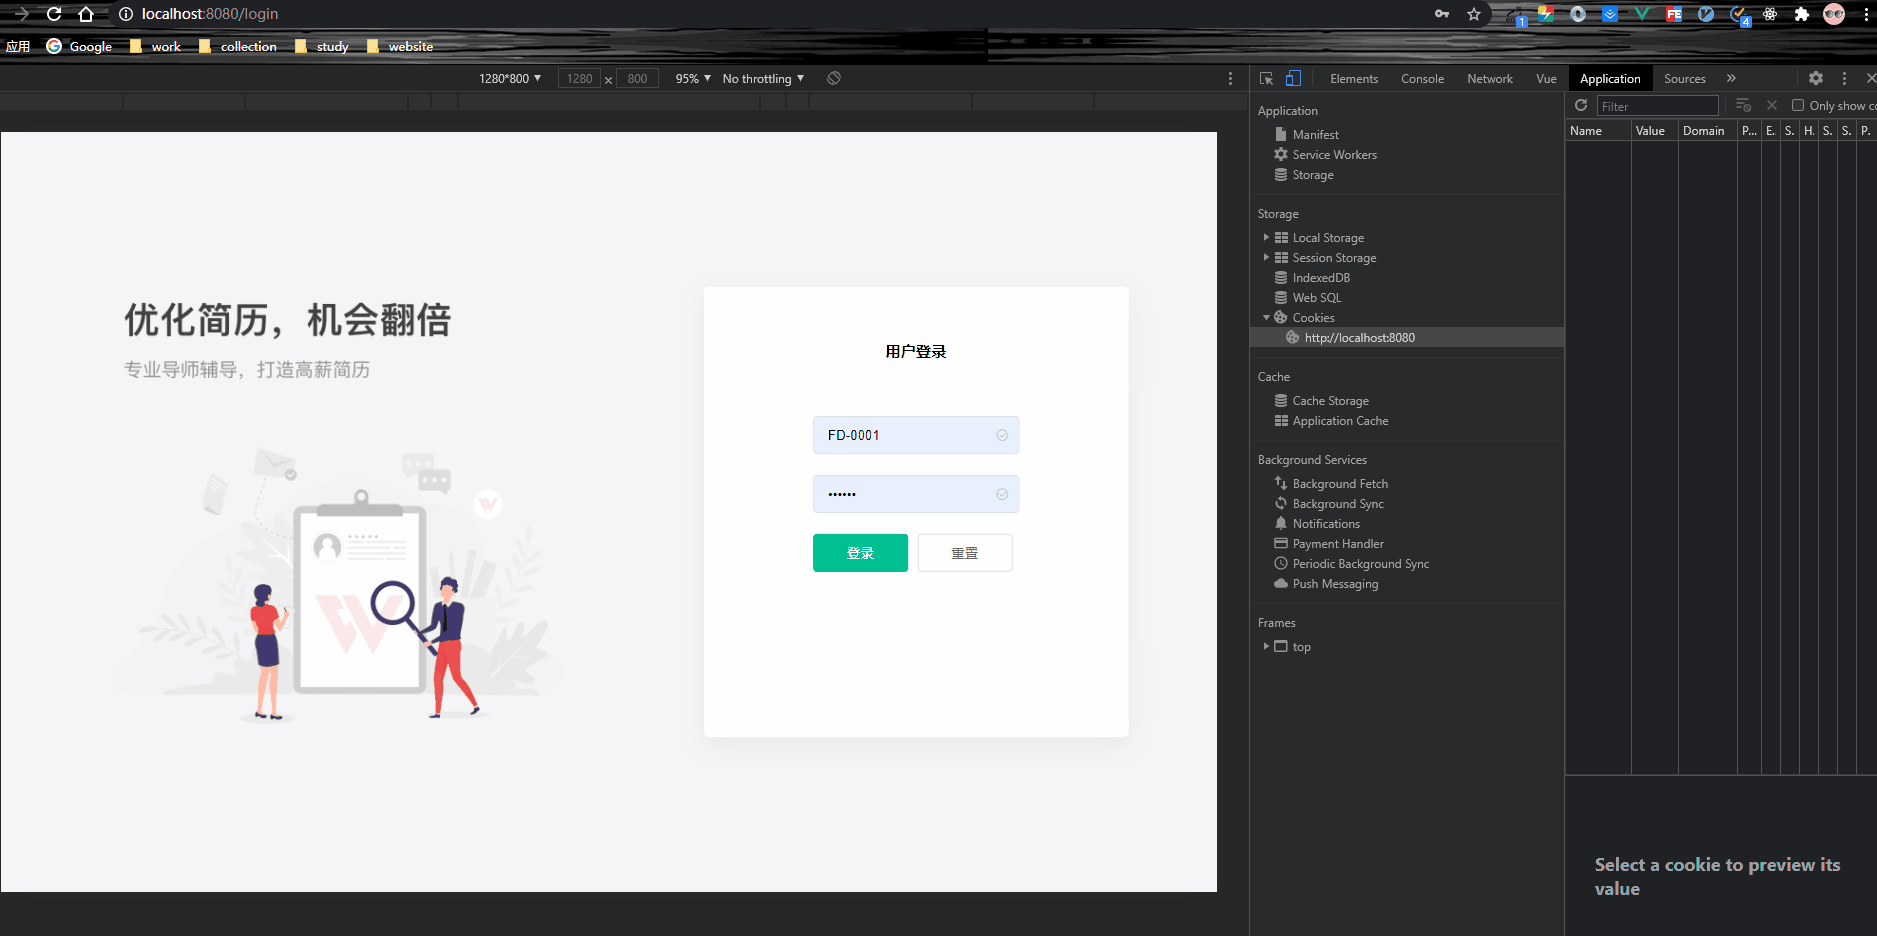 localhost:8080/login
1
4
应用
Google
work
collection
study
website
1280*800 ▼
1280 × 800
95% ▼
No throttling ▼
Elements
Console
Network
Vue
Application
Sources
»
Application
Manifest
Service Workers
Storage
Storage
Local Storage
Session Storage
IndexedDB
Web SQL
Cookies
http://localhost:8080
Cache
Cache Storage
Application Cache
Background Services
Background Fetch
Background Sync
Notifications
Payment Handler
Periodic Background Sync
Push Messaging
Frames
top
Filter
Only show co
Name
Value
Domain
P...
E.
S.
H.
S.
S.
P.
Select a cookie to preview its
value
优化简历，机会翻倍
专业导师辅导，打造高薪简历
用户登录
FD-0001
••••••
登录
重置